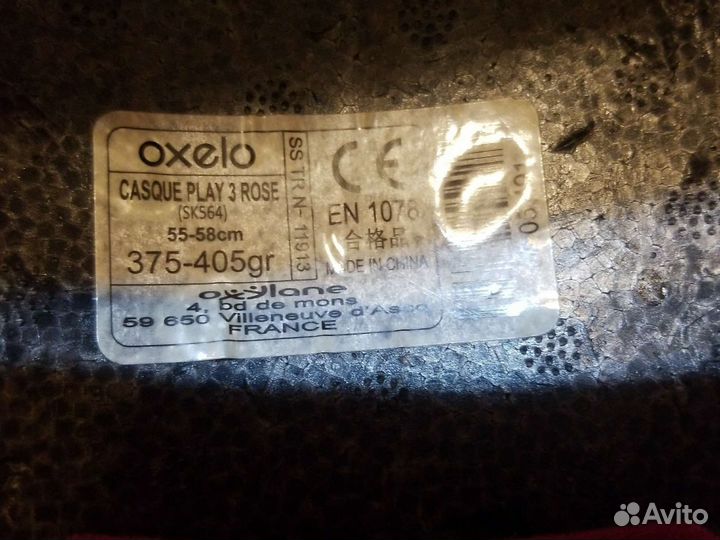 oxelo
CASQUE PLAY 3 ROSE
(SK564)
55-58cm
375-405gr
SS TR N- 11913
CE
EN 1078
合格品
MADE IN CHINA
oxylane
4, bd de mons
59 650 Villeneuve d'Ascq
FRANCE
Avito